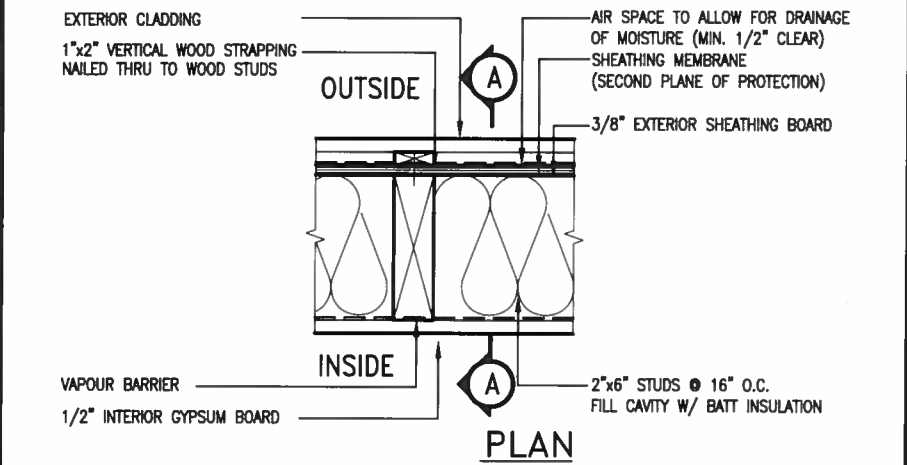 EXTERIOR CLADDING
1"x2" VERTICAL WOOD STRAPPING
NAILED THRU TO WOOD STUDS
AIR SPACE TO ALLOW FOR DRAINAGE
OF MOISTURE (MIN. 1/2" CLEAR)
SHEATHING MEMBRANE
(SECOND PLANE OF PROTECTION)
3/8" EXTERIOR SHEATHING BOARD
OUTSIDE
A
INSIDE
A
VAPOUR BARRIER
1/2" INTERIOR GYPSUM BOARD
2"x6" STUDS @ 16" O.C.
FILL CAVITY W/ BATT INSULATION
PLAN